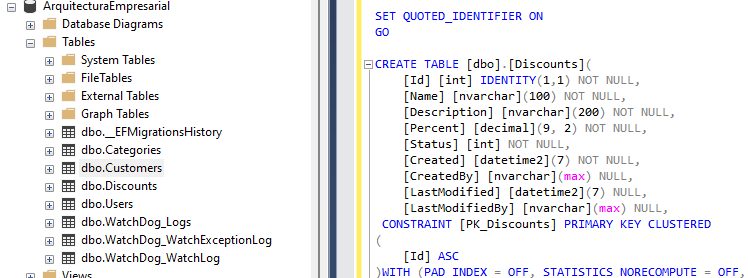 ArquitecturaEmpresarial
Database Diagrams
Tables
System Tables
FileTables
External Tables
Graph Tables
dbo.__EFMigrationsHistory
dbo.Categories
dbo.Customers
dbo.Discounts
dbo.Users
dbo.WatchDog_Logs
dbo.WatchDog_WatchExceptionLog
dbo.WatchDog_WatchLog
Views
SET QUOTED_IDENTIFIER ON
GO
CREATE TABLE [dbo].[Discounts](
[Id] [int] IDENTITY(1,1) NOT NULL,
[Name] [nvarchar](100) NOT NULL,
[Description] [nvarchar](200) NOT NULL,
[Percent] [decimal](9, 2) NOT NULL,
[Status] [int] NOT NULL,
[Created] [datetime2](7) NOT NULL,
[CreatedBy] [nvarchar](max) NULL,
[LastModified] [datetime2](7) NULL,
[LastModifiedBy] [nvarchar](max) NULL,
CONSTRAINT [PK_Discounts] PRIMARY KEY CLUSTERED
(
[Id] ASC
)WITH (PAD_INDEX = OFF, STATISTICS_NORECOMPUTE = OFF,